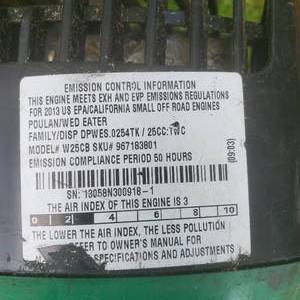 EMISSION CONTROL INFORMATION
THIS ENGINE MEETS EXH AND EVP EMISSIONS REGULATIONS
FOR 2013 US EPA/CALIFORNIA SMALL OFF ROAD ENGINES
POULAN/WED EATER
FAMILY/DISP DPWES.0254TK / 25CC:TWC
MODEL# W25CB SKU# 967183801
EMISSION COMPLIANCE PERIOD 50 HOURS
SN: 13058N300918-1
THE AIR INDEX OF THIS ENGINE IS 3
0 2 4 6 8 10
THE LOWER THE AIR INDEX, THE LESS POLLUTION
REFER TO OWNER'S MANUAL FOR
SPECIFICATIONS AND ADJUSTMENTS